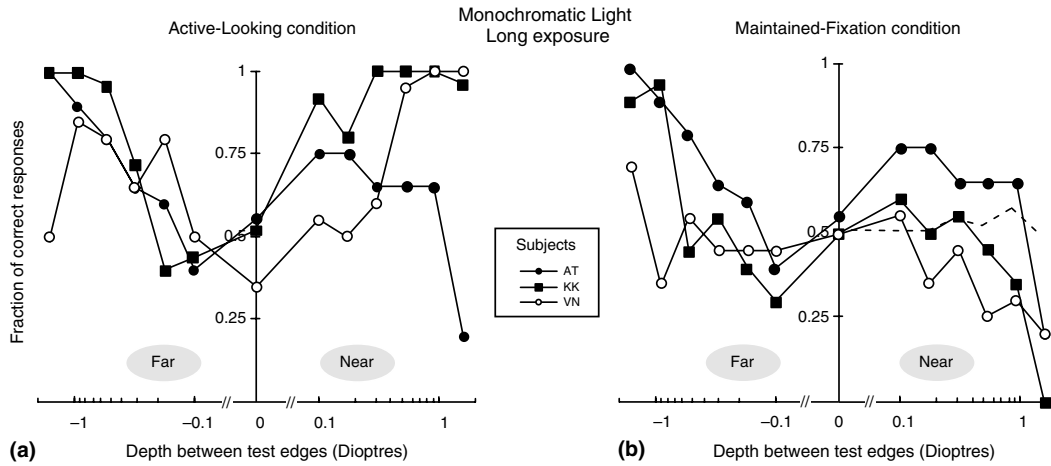 Monochromatic Light
Long exposure
Active-Looking condition
Maintained-Fixation condition
Fraction of correct responses
1
0.75
0.5
0.25
Far
Near
−1
−0.1
0
0.1
1
(a)
Depth between test edges (Dioptres)
Subjects
AT
KK
VN
1
0.75
0.5
0.25
Far
Near
−1
−0.1
0
0.1
1
(b)
Depth between test edges (Dioptres)